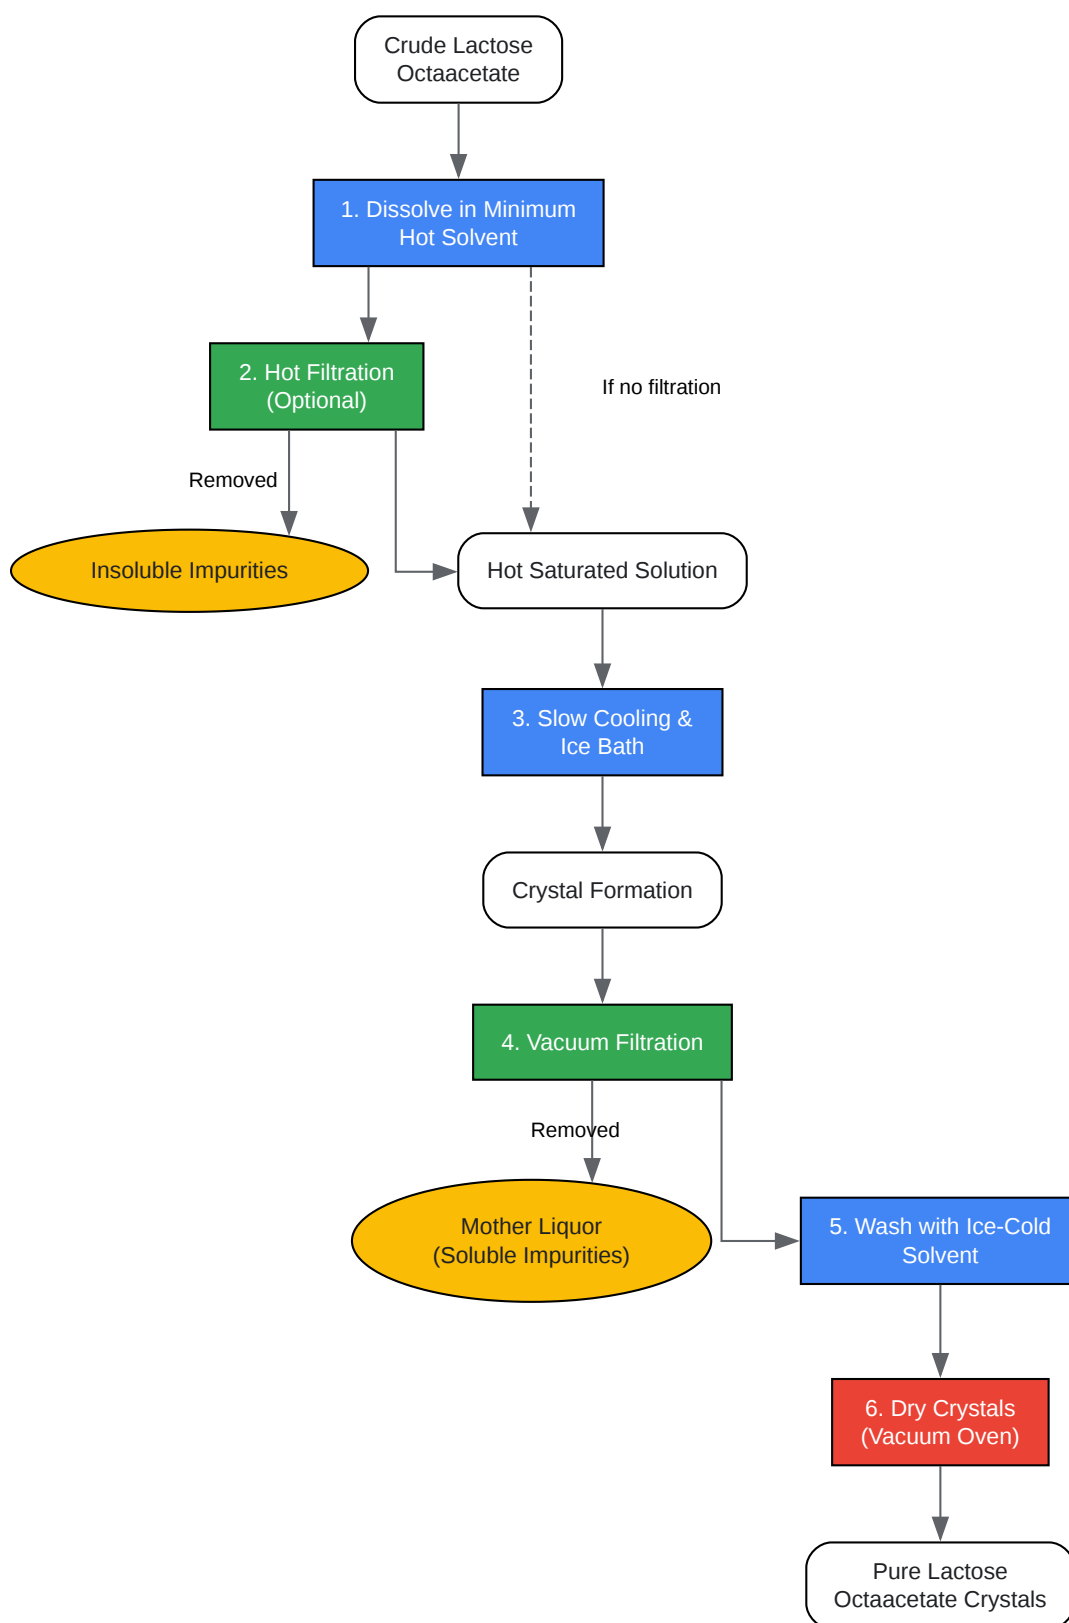 Crude Lactose
Octaacetate
1. Dissolve in Minimum
Hot Solvent
2. Hot Filtration
(Optional)
If no filtration
Removed
Insoluble Impurities
Hot Saturated Solution
3. Slow Cooling &
Ice Bath
Crystal Formation
4. Vacuum Filtration
Removed
Mother Liquor
(Soluble Impurities)
5. Wash with Ice-Cold
Solvent
6. Dry Crystals
(Vacuum Oven)
Pure Lactose
Octaacetate Crystals